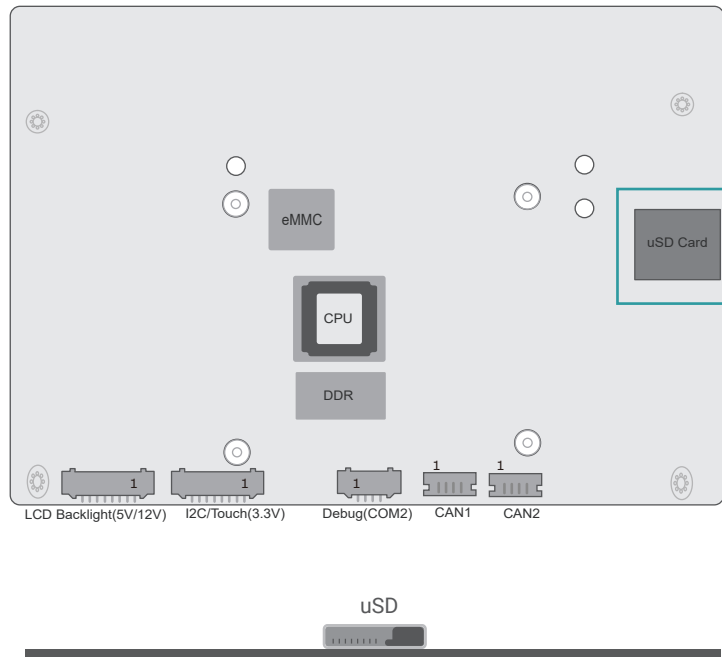 eMMC
uSD Card
CPU
DDR
1 1 1 1 1
LCD Backlight(5V/12V) I2C/Touch(3.3V) Debug(COM2) CAN1 CAN2
uSD